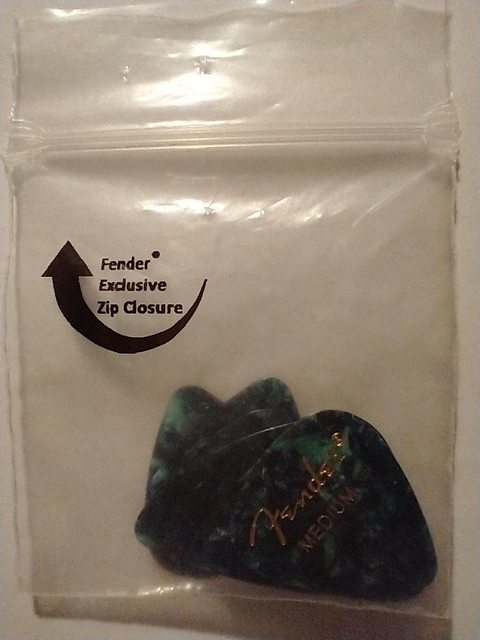 Fender
Exclusive
Zip Closure
Fender
MEDIUM